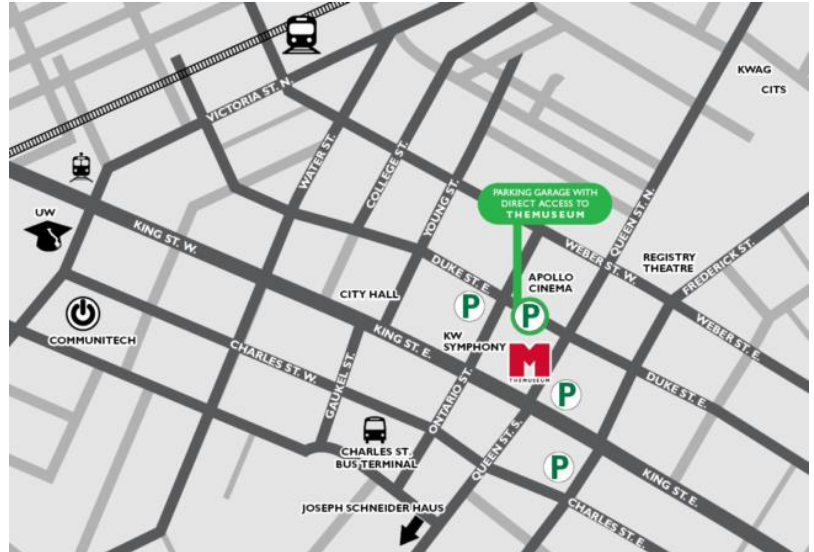 KWAG
CITS
VICTORIA ST. N.
WATER ST.
COLLEGE ST.
YOUNG ST.
PARKING GARAGE WITH
DIRECT ACCESS TO
THEMUSEUM
QUEEN ST. N.
UW
KING ST. W.
WEBER ST. W.
REGISTRY
THEATRE
FREDERICK ST.
DUKE ST. E.
APOLLO
CINEMA
CITY HALL
P
P
COMMUNITECH
KING ST. E.
KW
SYMPHONY
WEBER ST. E.
M
THEMUSEUM
CHARLES ST. W.
GAUKEL ST.
ONTARIO ST.
P
DUKE ST. E.
QUEEN ST. S.
CHARLES ST.
BUS TERMINAL
P
KING ST. E.
JOSEPH SCHNEIDER HAUS
CHARLES ST. E.